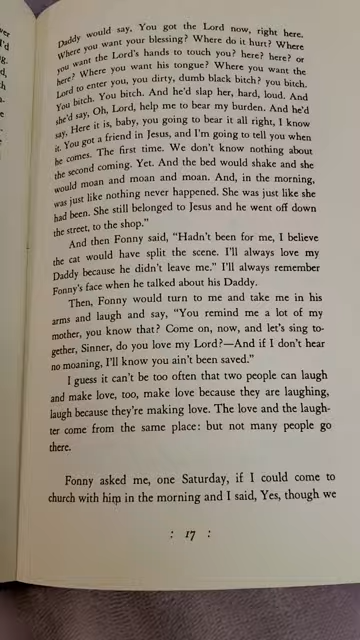 Daddy would say, You got the Lord now, right here.
Where you want your blessing? Where do it hurt? Where
you want the Lord's hands to touch you? here? here? or
here? Where you want his tongue? Where you want the
Lord to enter you, you dirty, dumb black bitch? you bitch.
You bitch. You bitch. And he'd slap her, hard, loud. And
she'd say, Oh, Lord, help me to bear my burden. And he'd
say, Here it is, baby, you going to bear it all right, I know
it. You got a friend in Jesus, and I'm going to tell you when
he comes. The first time. We don't know nothing about
the second coming. Yet. And the bed would shake and she
would moan and moan and moan. And, in the morning,
was just like nothing never happened. She was just like she
had been. She still belonged to Jesus and he went off down
the street, to the shop."
And then Fonny said, "Hadn't been for me, I believe
the cat would have split the scene. I'll always love my
Daddy because he didn't leave me." I'll always remember
Fonny's face when he talked about his Daddy.
Then, Fonny would turn to me and take me in his
arms and laugh and say, "You remind me a lot of my
mother, you know that? Come on, now, and let's sing to-
gether, Sinner, do you love my Lord?—And if I don't hear
no moaning, I'll know you ain't been saved."
I guess it can't be too often that two people can laugh
and make love, too, make love because they are laughing,
laugh because they're making love. The love and the laugh-
ter come from the same place: but not many people go
there.
Fonny asked me, one Saturday, if I could come to
church with him in the morning and I said, Yes, though we
: 17 :